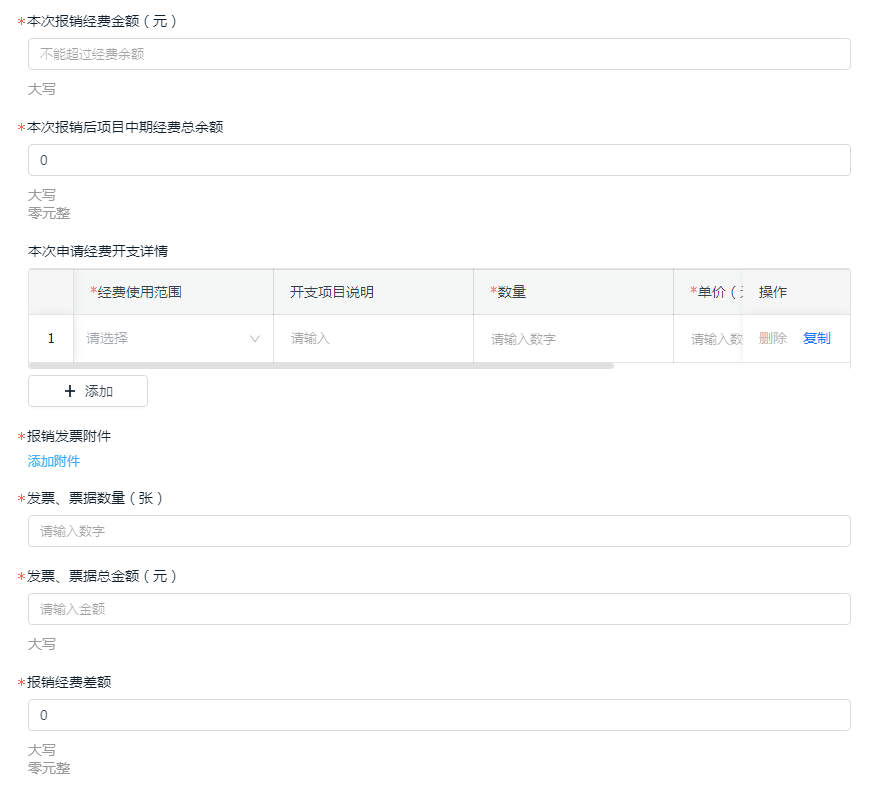 *本次报销经费金额（元）
不能超过经费余额
大写
*本次报销后项目中期经费总余额
0
大写
零元整
本次申请经费开支详情
*经费使用范围 开支项目说明 *数量 *单价（ 操作
1 请选择 请输入 请输入数字 请输入数 删除 复制
+ 添加
*报销发票附件
添加附件
*发票、票据数量（张）
请输入数字
*发票、票据总金额（元）
请输入金额
大写
*报销经费差额
0
大写
零元整